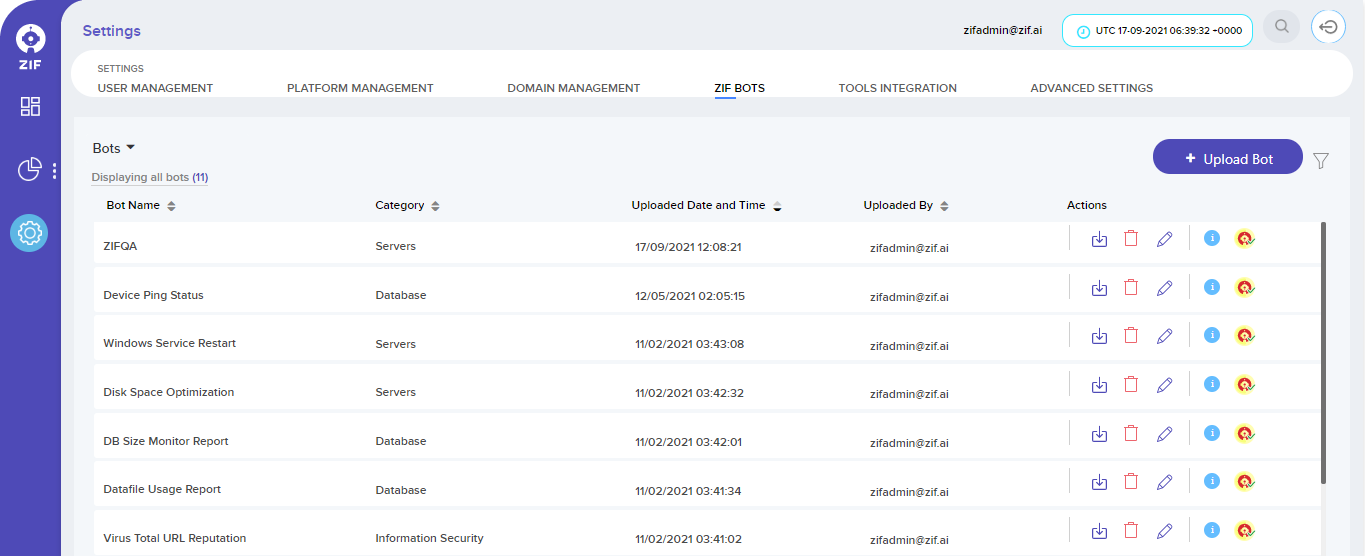 ZIF
Settings
zifadmin@zif.ai
UTC 17-09-2021 06:39:32 +0000
SETTINGS
USER MANAGEMENT PLATFORM MANAGEMENT DOMAIN MANAGEMENT ZIF BOTS TOOLS INTEGRATION ADVANCED SETTINGS
Bots
+ Upload Bot
Displaying all bots (11)
Bot Name Category Uploaded Date and Time Uploaded By Actions
ZIFQA Servers 17/09/2021 12:08:21 zifadmin@zif.ai
Device Ping Status Database 12/05/2021 02:05:15 zifadmin@zif.ai
Windows Service Restart Servers 11/02/2021 03:43:08 zifadmin@zif.ai
Disk Space Optimization Servers 11/02/2021 03:42:32 zifadmin@zif.ai
DB Size Monitor Report Database 11/02/2021 03:42:01 zifadmin@zif.ai
Datafile Usage Report Database 11/02/2021 03:41:34 zifadmin@zif.ai
Virus Total URL Reputation Information Security 11/02/2021 03:41:02 zifadmin@zif.ai